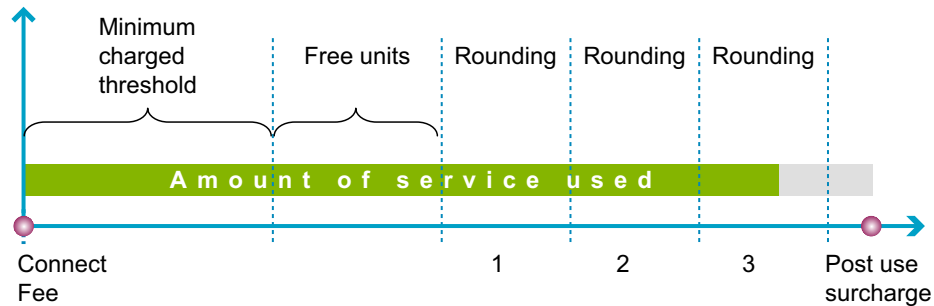 Minimum
charged
threshold
Free units
Rounding
Rounding
Rounding
Amount of service used
Connect
Fee
1
2
3
Post use
surcharge